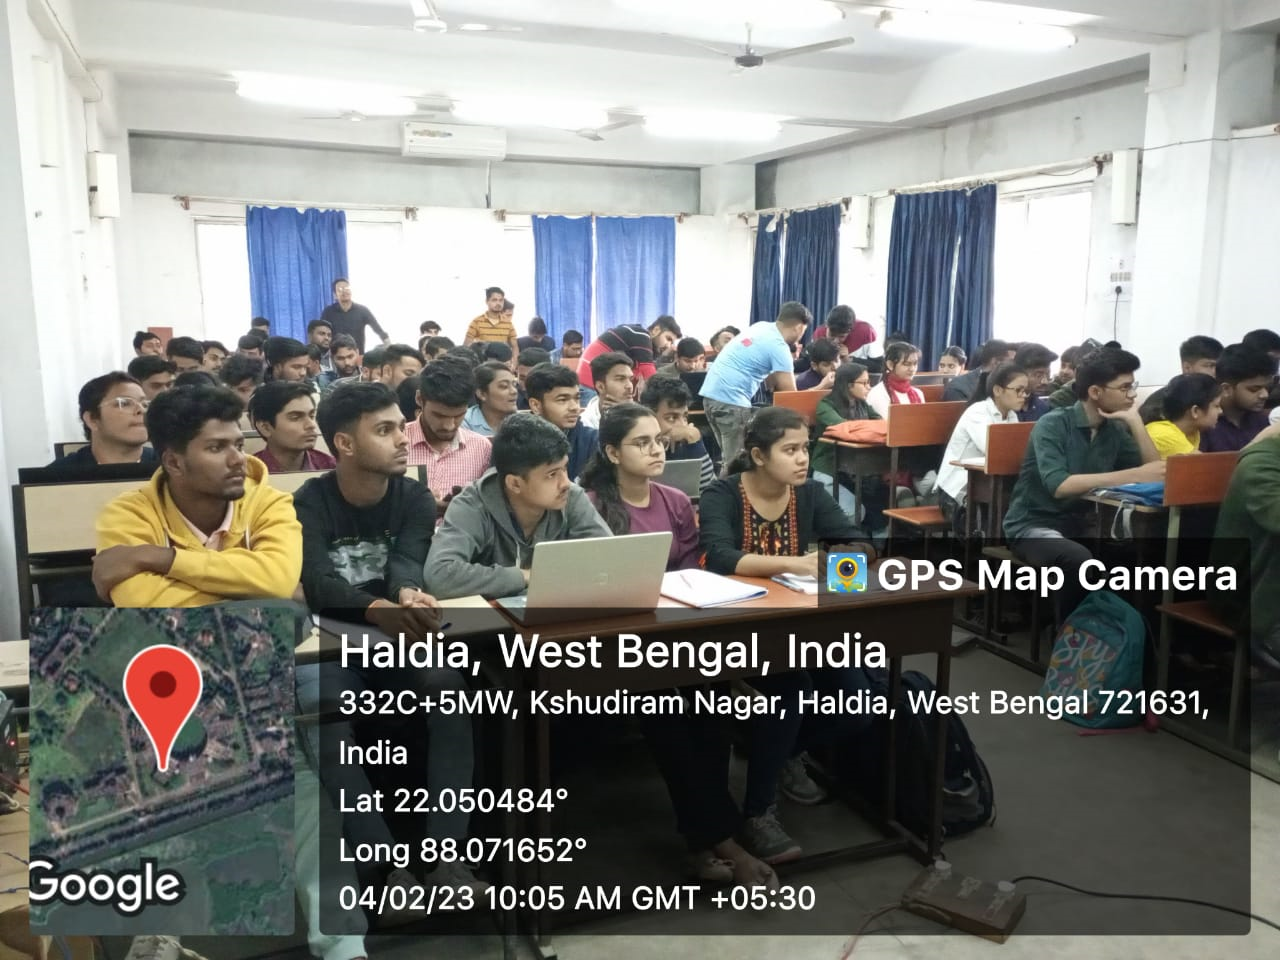 GPS Map Camera
Haldia, West Bengal, India
332C+5MW, Kshudiram Nagar, Haldia, West Bengal 721631,
India
Lat 22.050484°
Long 88.071652°
04/02/23 10:05 AM GMT +05:30
Google
SKY